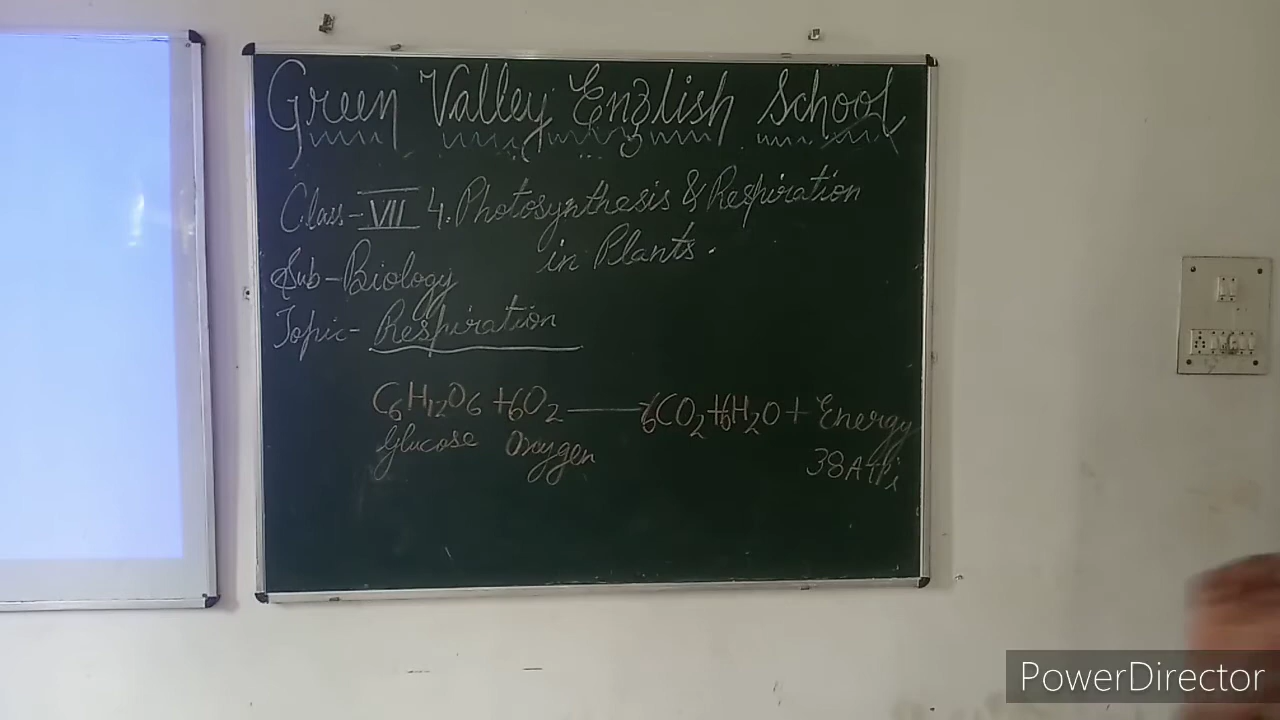 Green Valley English School
Class-VII 4. Photosynthesis & Respiration
in Plants.
Sub-Biology
Topic- Respiration
C6H12O6 + 6O2 ⟶ 6CO2 + 6H2O + Energy
Glucose Oxygen
38
PowerDirector